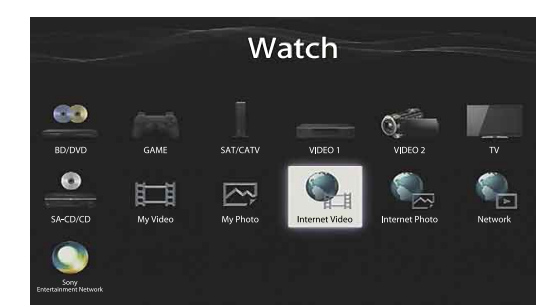 Watch
BD/DVD GAME SAT/CATV VIDEO 1 VIDEO 2 TV
SA-CD/CD My Video My Photo Internet Video Internet Photo Network
Sony
Entertainment Network